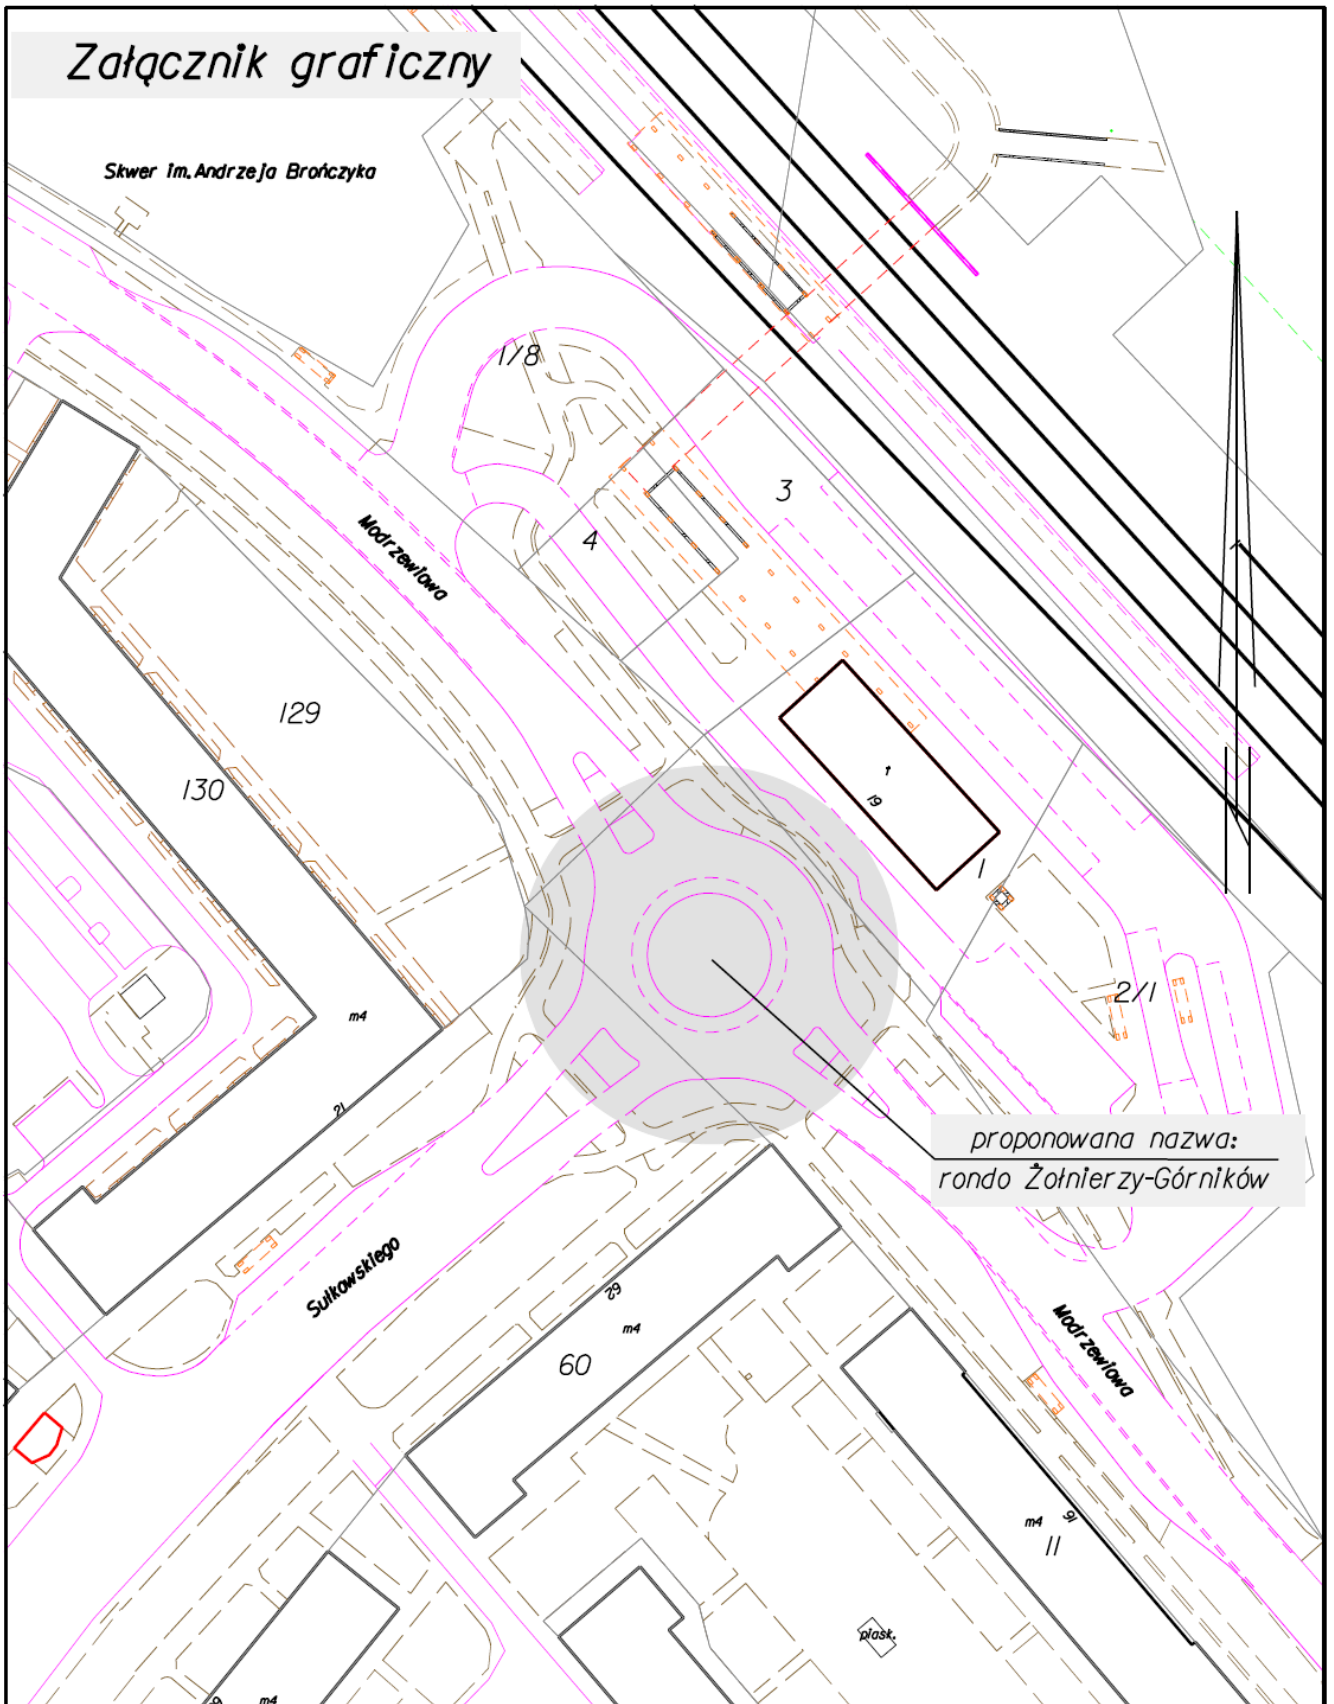 Załącznik graficzny
Skwer im.Andrzeja Brończyka
1/8
3
4
Modrzewiowa
129
130
t
19
1
2/1
m4
21
proponowana nazwa:
rondo Żołnierzy-Górników
Sułkowskiego
29
m4
60
Modrzewiowa
m4
16
11
piask.
m4